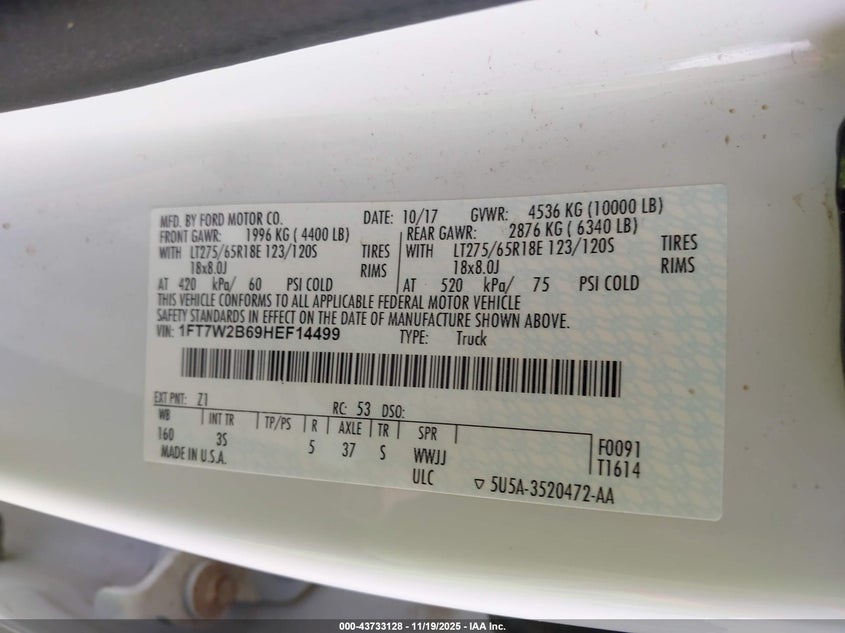 MFD. BY FORD MOTOR CO. DATE: 10/17 GVWR: 4536 KG (10000 LB)
FRONT GAWR: 1996 KG ( 4400 LB) REAR GAWR: 2876 KG ( 6340 LB)
WITH LT275/65R18E 123/120S TIRES WITH LT275/65R18E 123/120S TIRES
18x8.0J RIMS 18x8.0J RIMS
AT 420 kPa/ 60 PSI COLD AT 520 kPa/ 75 PSI COLD
THIS VEHICLE CONFORMS TO ALL APPLICABLE FEDERAL MOTOR VEHICLE
SAFETY STANDARDS IN EFFECT ON THE DATE OF MANUFACTURE SHOWN ABOVE.
VIN: 1FT7W2B69HEF14499 TYPE: Truck
EXT PNT: Z1 RC: 53 DSO:
WB INT TR TP/PS R AXLE TR SPR
160 3S 5 37 S WWJJ F0091
MADE IN U.S.A. ULC T1614
5U5A-3520472-AA
000-43733128 - 11/19/2025 - IAA Inc.